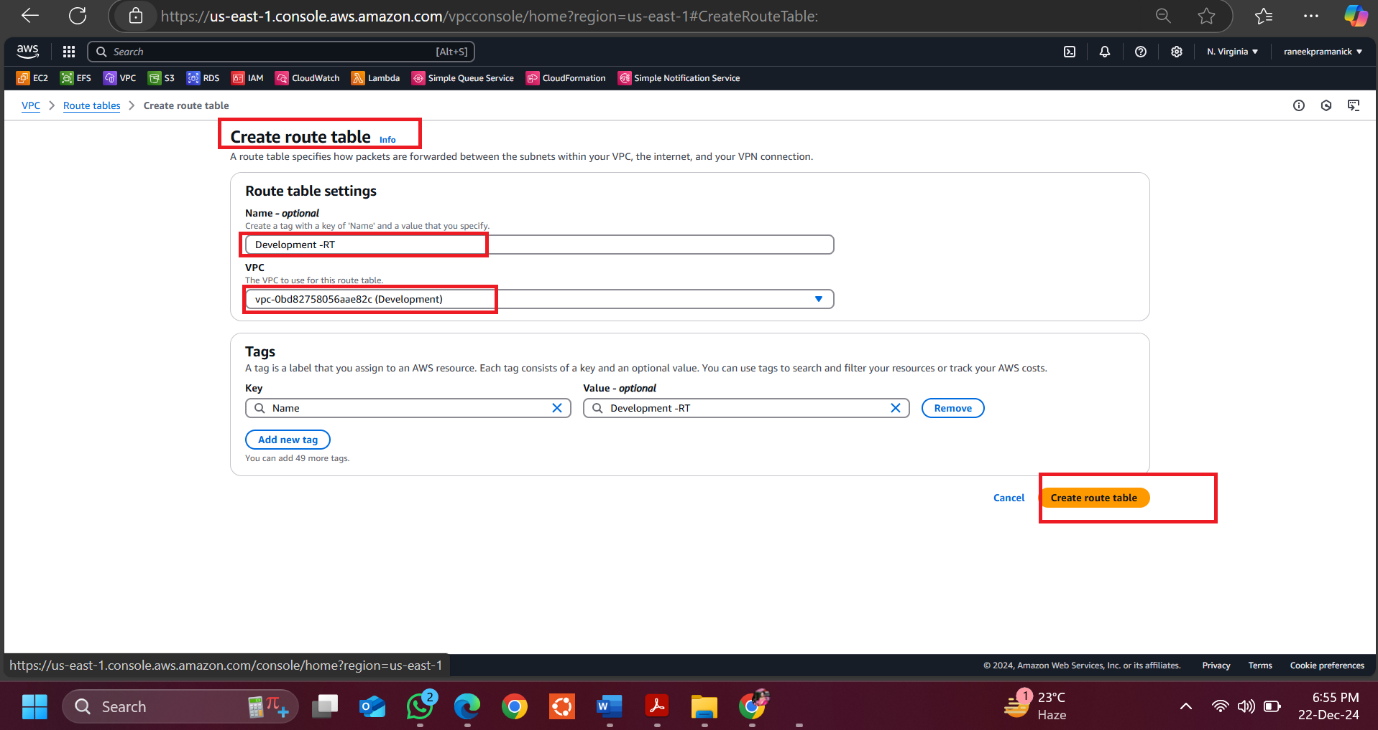 https://us-east-1.console.aws.amazon.com/vpcconsole/home?region=us-east-1#CreateRouteTable:
aws Search [Alt+S] N. Virginia raneekpramanick
EC2 EFS VPC S3 RDS IAM CloudWatch Lambda Simple Queue Service CloudFormation Simple Notification Service
VPC > Route tables > Create route table
Create route table Info
A route table specifies how packets are forwarded between the subnets within your VPC, the internet, and your VPN connection.
Route table settings
Name - optional
Create a tag with a key of 'Name' and a value that you specify.
Development -RT
VPC
The VPC to use for this route table.
vpc-0bd82758056aae82c (Development)
Tags
A tag is a label that you assign to an AWS resource. Each tag consists of a key and an optional value. You can use tags to search and filter your resources or track your AWS costs.
Key Value - optional
Name Development -RT Remove
Add new tag
You can add 49 more tags.
Cancel Create route table
https://us-east-1.console.aws.amazon.com/console/home?region=us-east-1 © 2024, Amazon Web Services, Inc. or its affiliates. Privacy Terms Cookie preferences
Search 2 1 23°C 6:55 PM
Haze 22-Dec-24